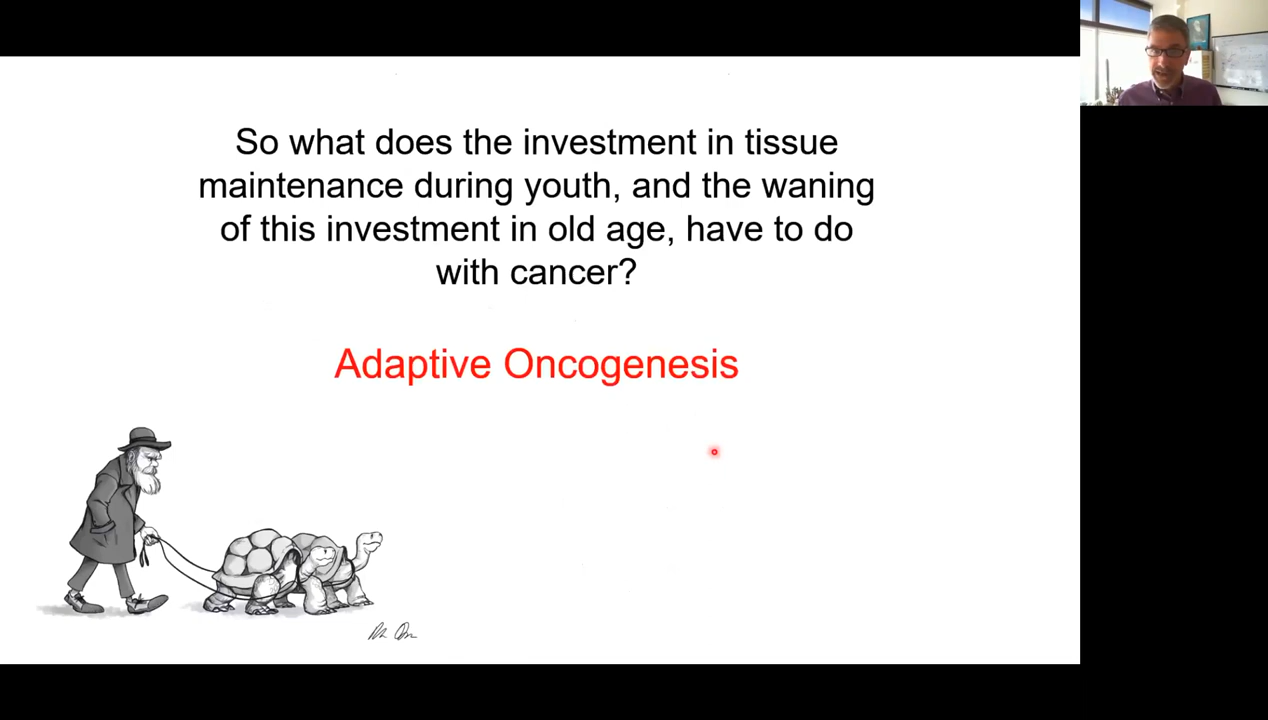 So what does the investment in tissue
maintenance during youth, and the waning
of this investment in old age, have to do
with cancer?
Adaptive Oncogenesis